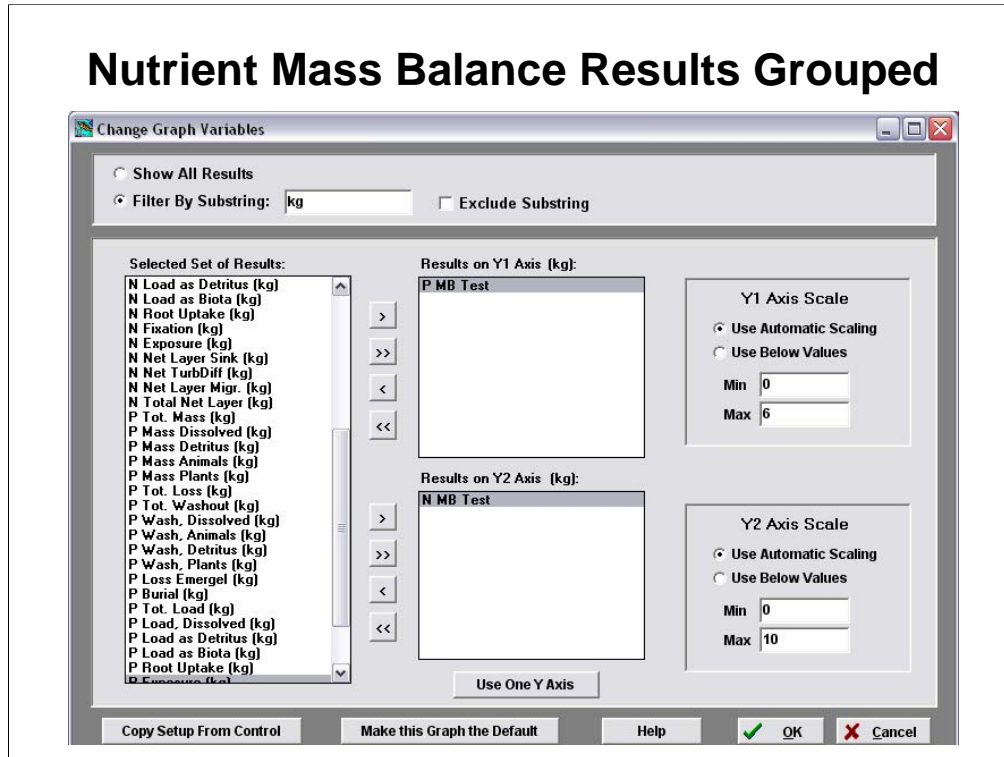 Nutrient Mass Balance Results Grouped
Change Graph Variables
Show All Results
Filter By Substring: kg
Exclude Substring
Selected Set of Results:
N Load as Detritus (kg)
N Load as Biota (kg)
N Root Uptake (kg)
N Fixation (kg)
N Exposure (kg)
N Net Layer Sink (kg)
N Net TurbDiff (kg)
N Net Layer Migr. (kg)
N Total Net Layer (kg)
P Tot. Mass (kg)
P Mass Dissolved (kg)
P Mass Detritus (kg)
P Mass Animals (kg)
P Mass Plants (kg)
P Tot. Loss (kg)
P Tot. Washout (kg)
P Wash, Dissolved (kg)
P Wash, Animals (kg)
P Wash, Detritus (kg)
P Wash, Plants (kg)
P Loss Emergel (kg)
P Burial (kg)
P Tot. Load (kg)
P Load, Dissolved (kg)
P Load as Detritus (kg)
P Load as Biota (kg)
P Root Uptake (kg)
P Exposure (kg)
>
>>
<
<<
>
>>
<
<<
Results on Y1 Axis (kg):
P MB Test
Results on Y2 Axis (kg):
N MB Test
Use One Y Axis
Y1 Axis Scale
Use Automatic Scaling
Use Below Values
Min 0
Max 6
Y2 Axis Scale
Use Automatic Scaling
Use Below Values
Min 0
Max 10
Copy Setup From Control
Make this Graph the Default
Help
OK
Cancel